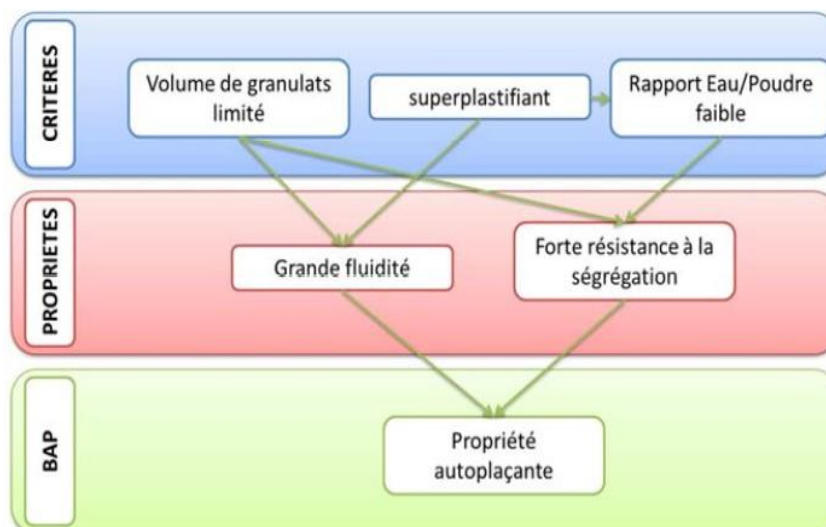 CRITERES
Volume de granulats
limité
superplastifiant
Rapport Eau/Poudre
faible
PROPRIETES
Grande fluidité
Forte résistance à la
ségrégation
BAP
Propriété
autoplaçante